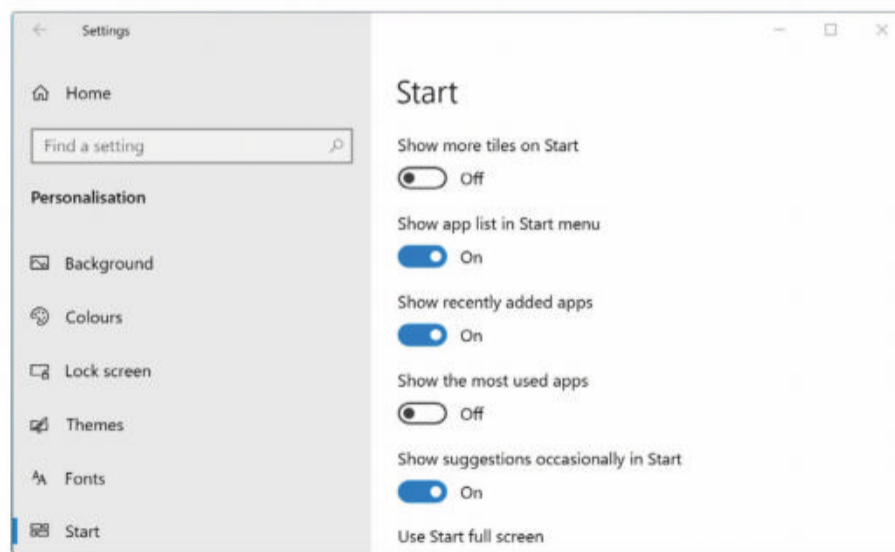 Settings
Home
Find a setting
Personalisation
Background
Colours
Lock screen
Themes
Fonts
Start
Start
Show more tiles on Start
Off
Show app list in Start menu
On
Show recently added apps
On
Show the most used apps
Off
Show suggestions occasionally in Start
On
Use Start full screen